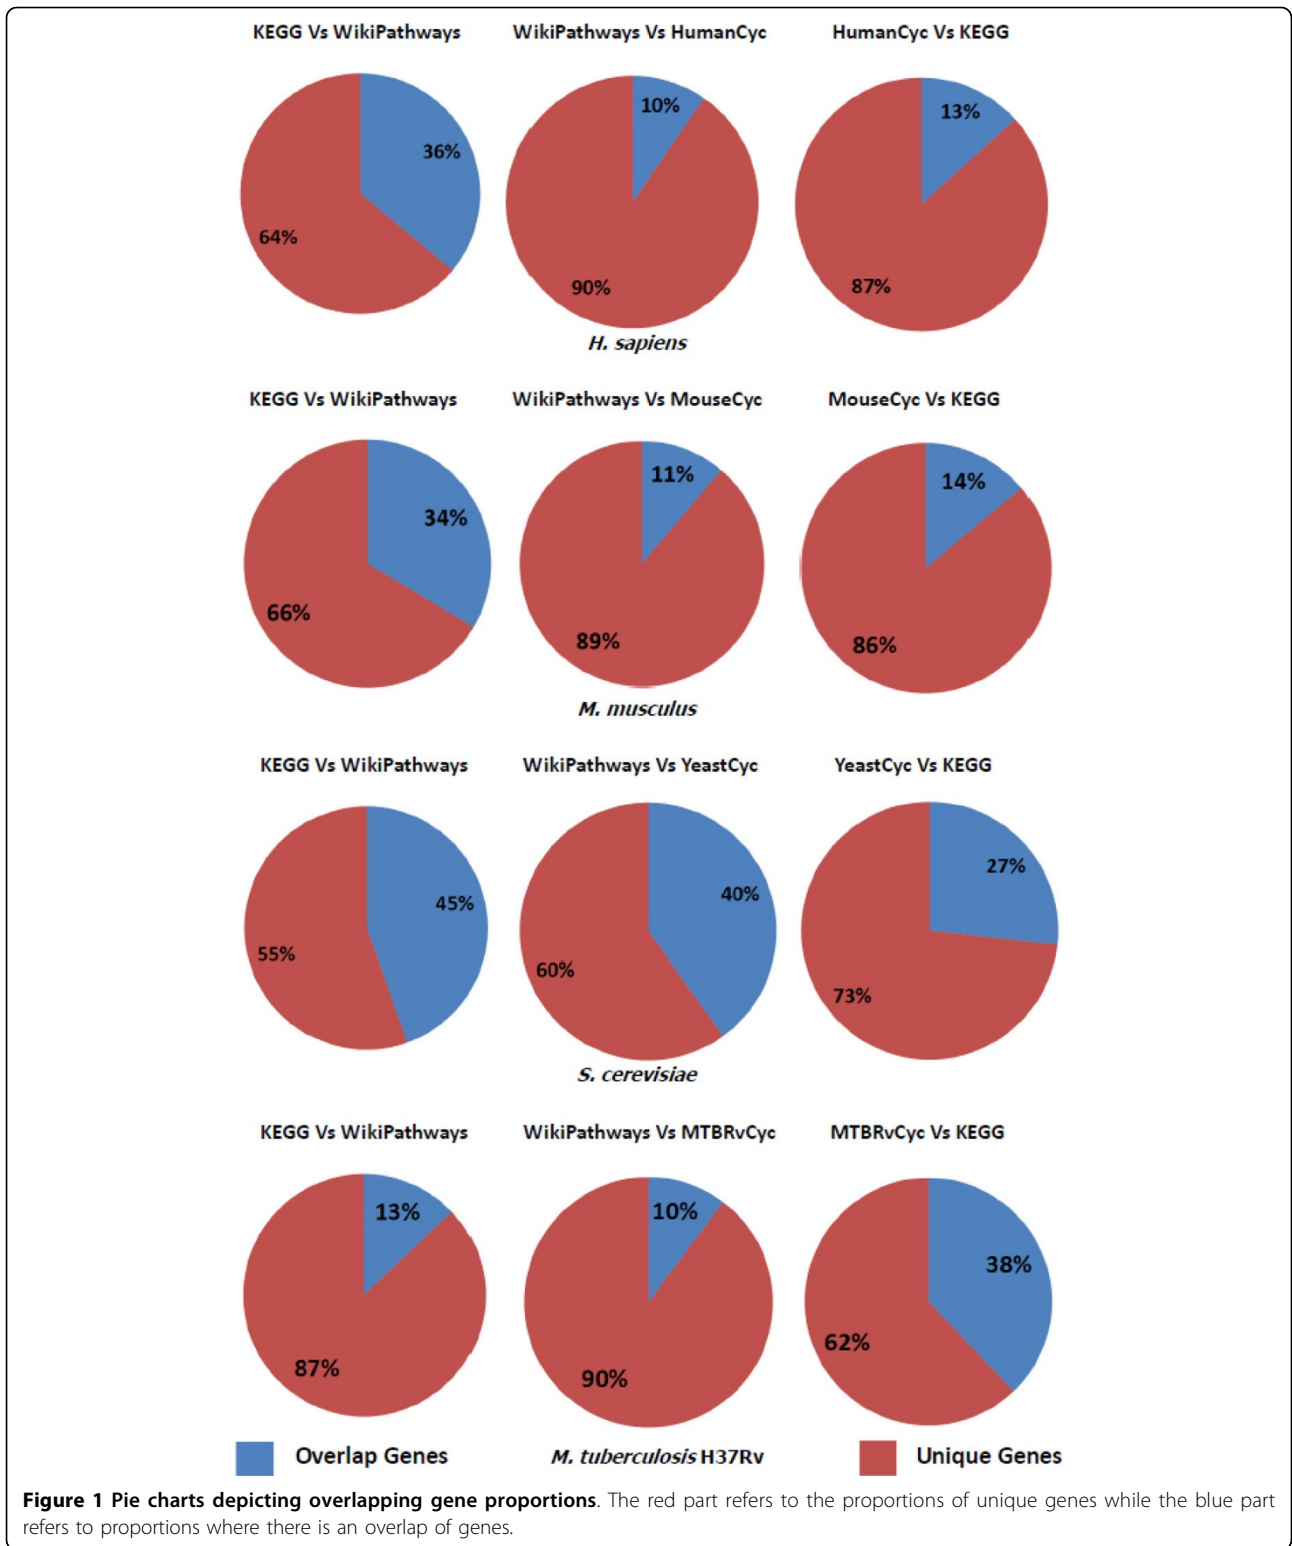 KEGG Vs WikiPathways
WikiPathways Vs HumanCyc
HumanCyc Vs KEGG
36%
64%
10%
90%
13%
87%
H. sapiens
KEGG Vs WikiPathways
WikiPathways Vs MouseCyc
MouseCyc Vs KEGG
34%
66%
11%
89%
14%
86%
M. musculus
KEGG Vs WikiPathways
WikiPathways Vs YeastCyc
YeastCyc Vs KEGG
45%
55%
40%
60%
27%
73%
S. cerevisiae
KEGG Vs WikiPathways
WikiPathways Vs MTBRvCyc
MTBRvCyc Vs KEGG
13%
87%
10%
90%
38%
62%
Overlap Genes
M. tuberculosis H37Rv
Unique Genes
Figure 1 Pie charts depicting overlapping gene proportions. The red part refers to the proportions of unique genes while the blue part
refers to proportions where there is an overlap of genes.